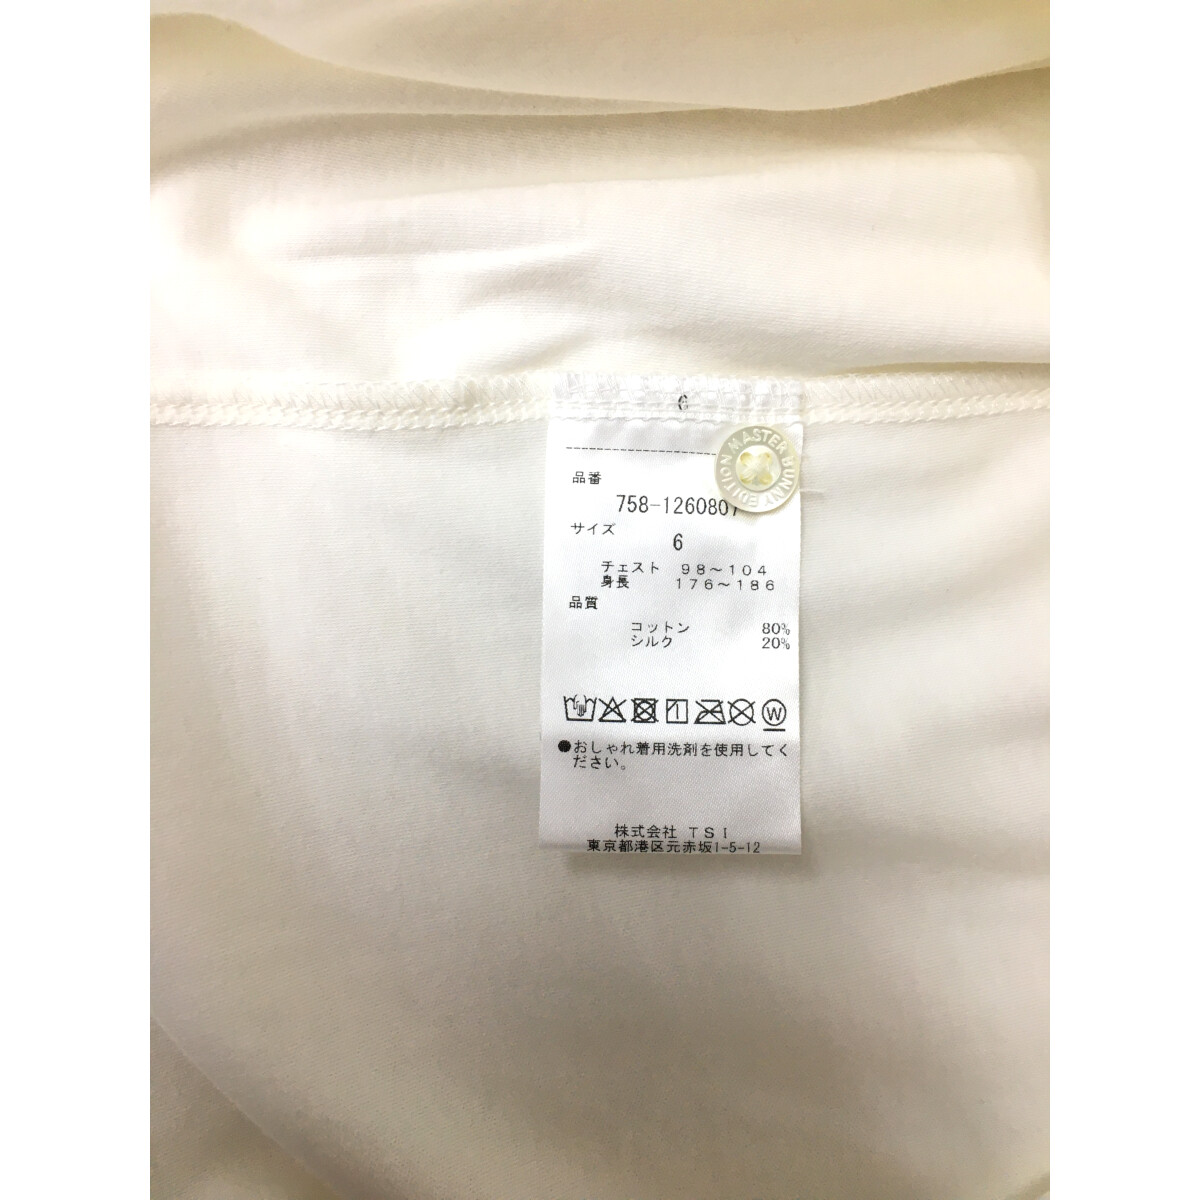 6
MASTER BUNNY EDITION
品番
758-1260807
サイズ
6
チェスト 98～104
身長 176～186
品質
コットン 80%
シルク 20%
W
●おしゃれ着用洗剤を使用してく
ださい。
株式会社 TSI
東京都港区元赤坂1-5-12